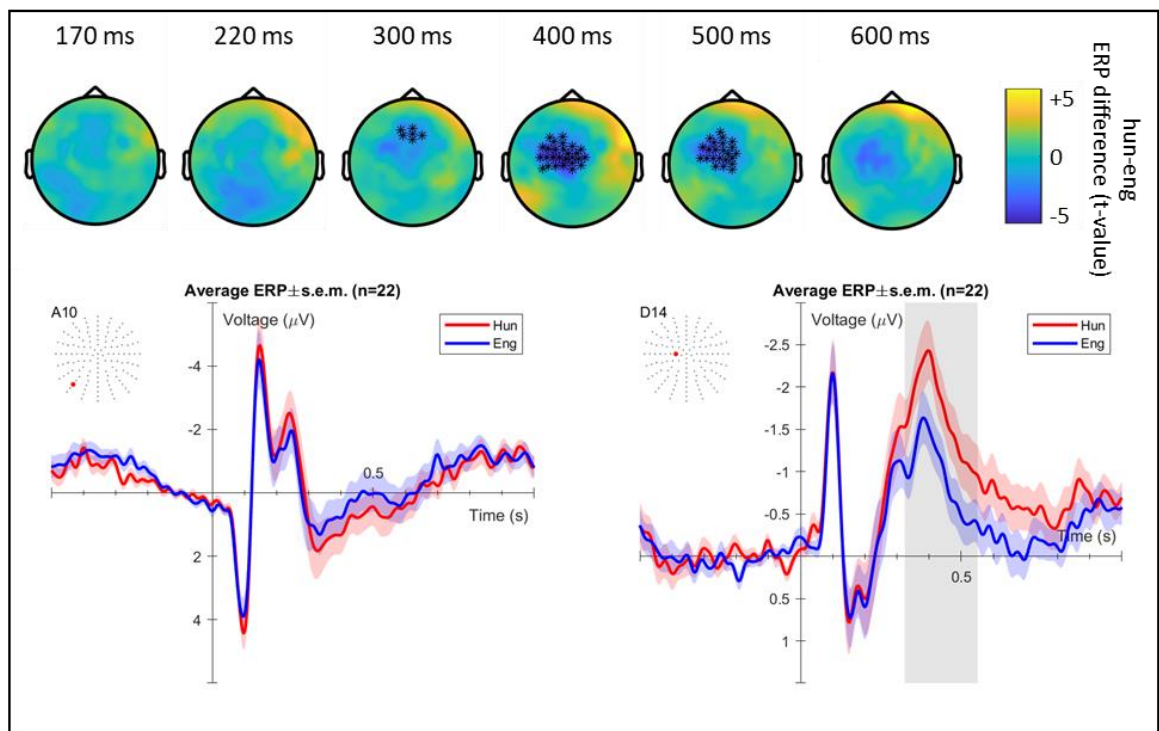 170 ms 220 ms 300 ms 400 ms 500 ms 600 ms
+5
0
-5
hun-eng
ERP difference (t-value)
Average ERP±s.e.m. (n=22)
A10
Voltage (μV)
Hun
Eng
-4
-2
0.5
Time (s)
2
4
Average ERP±s.e.m. (n=22)
D14
Voltage (μV)
Hun
Eng
-2.5
-2
-1.5
-1
-0.5
Time (s)
0.5
0.5
1